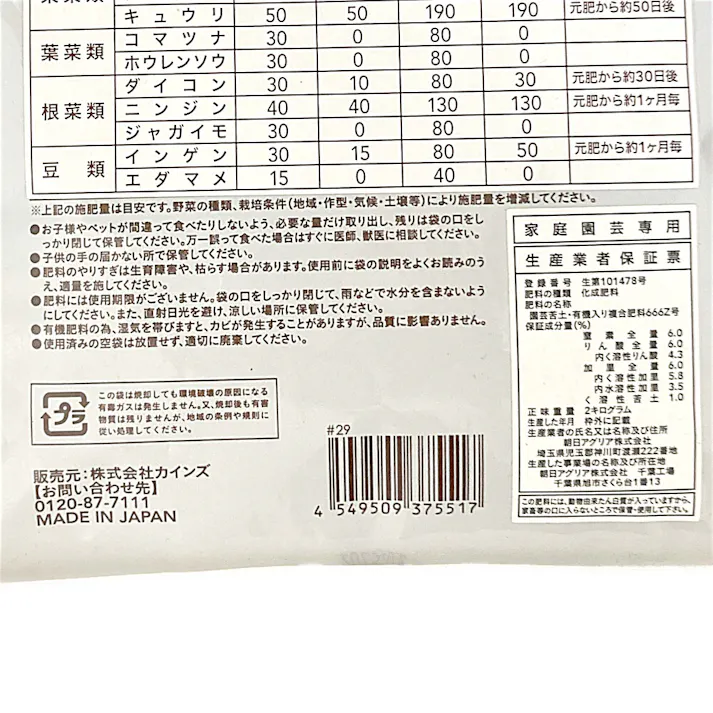 キュウリ 50 50 190 190 元肥から約50日後
葉菜類 コマツナ 30 0 80 0
ホウレンソウ 30 0 80 0
根菜類 ダイコン 30 10 80 30 元肥から約30日後
ニンジン 40 40 130 130 元肥から約1ヶ月毎
ジャガイモ 30 0 80 0
豆類 インゲン 30 15 80 50 元肥から約1ヶ月毎
エダマメ 15 0 40 0
※上記の施肥量は目安です。野菜の種類、栽培条件(地域・作型・気候・土壌等)により施肥量を増減してください。
●お子様やペットが間違って食べたりしないよう、必要な量だけ取り出し、残りは袋の口をし
っかり閉じて保管してください。万一誤って食べた場合はすぐに医師、獣医に相談してください。
●子供の手の届かない所で保管してください。
●肥料のやりすぎは生育障害や、枯らす場合があります。使用前に袋の説明をよくお読みのう
え、適量を施してください。
●肥料には使用期限がございません。袋の口をしっかり閉じて、雨などで水分を含まないよう
にしてください。また、直射日光を避け、涼しい場所に保管してください。
●有機肥料の為、湿気を帯びますと、カビが発生することがありますが、品質に影響ありません。
●使用済みの空袋は放置せず、適切に廃棄してください。
プラ
この袋は焼却しても環境破壊の原因になる
有毒ガスは発生しません。又、焼却後も有害
物質は残りませんが、地域の条例や規則に
従い処理してください。
販売元:株式会社カインズ
【お問い合わせ先】
0120-87-7111
MADE IN JAPAN
#29
4 549509 375517
家庭園芸専用
生産業者保証票
登録番号 生第101478号
肥料の種類 化成肥料
肥料の名称
園芸苦土・有機入り複合肥料666Z号
保証成分量(%)
窒素全量 6.0
りん酸全量 6.0
内く溶性りん酸 4.3
加里全量 6.0
内く溶性加里 5.8
内水溶性加里 3.5
く溶性苦土 1.0
正味重量 2キログラム
生産した年月 枠外に記載
生産業者の氏名又は名称及び住所
朝日アグリア株式会社
埼玉県児玉郡神川町渡瀬222番地
生産した事業場の名称及び所在地
朝日アグリア株式会社 千葉工場
千葉県旭市さくら台1番13
この肥料には、動物由来たん白質が入っていますから、
家畜等の口に入らないところで保管・使用して下さい。